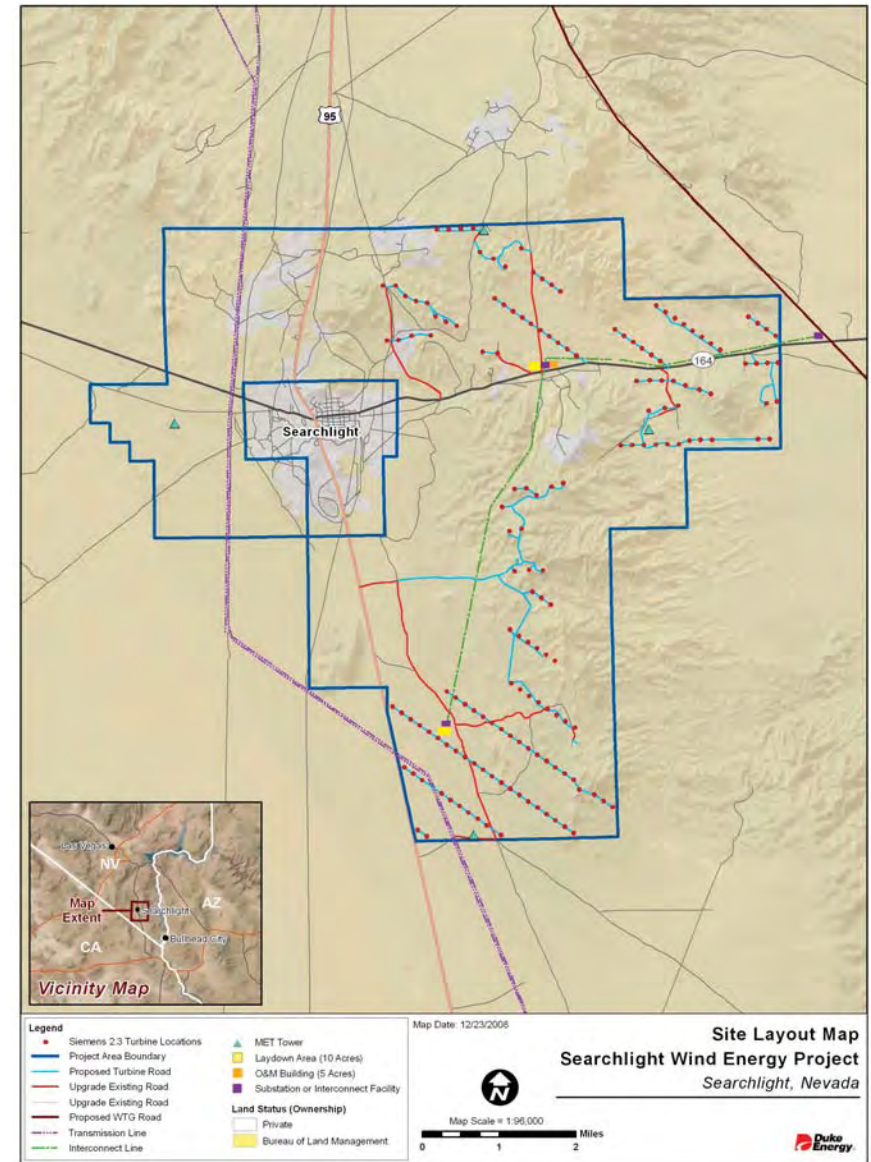 95
164
Searchlight
Las Vegas
NV
Map
Extent
Searchlight
AZ
Bullhead City
CA
Vicinity Map
Legend
Siemens 2.3 Turbine Locations
Project Area Boundary
Proposed Turbine Road
Upgrade Existing Road
Upgrade Existing Road
Proposed WTG Road
Transmission Line
Interconnect Line
MET Tower
Laydown Area (10 Acres)
O&M Building (5 Acres)
Substation or Interconnect Facility
Land Status (Ownership)
Private
Bureau of Land Management
Map Date: 12/23/2008
N
Map Scale = 1:96,000
Miles
0 1 2
Site Layout Map
Searchlight Wind Energy Project
Searchlight, Nevada
Duke
Energy.